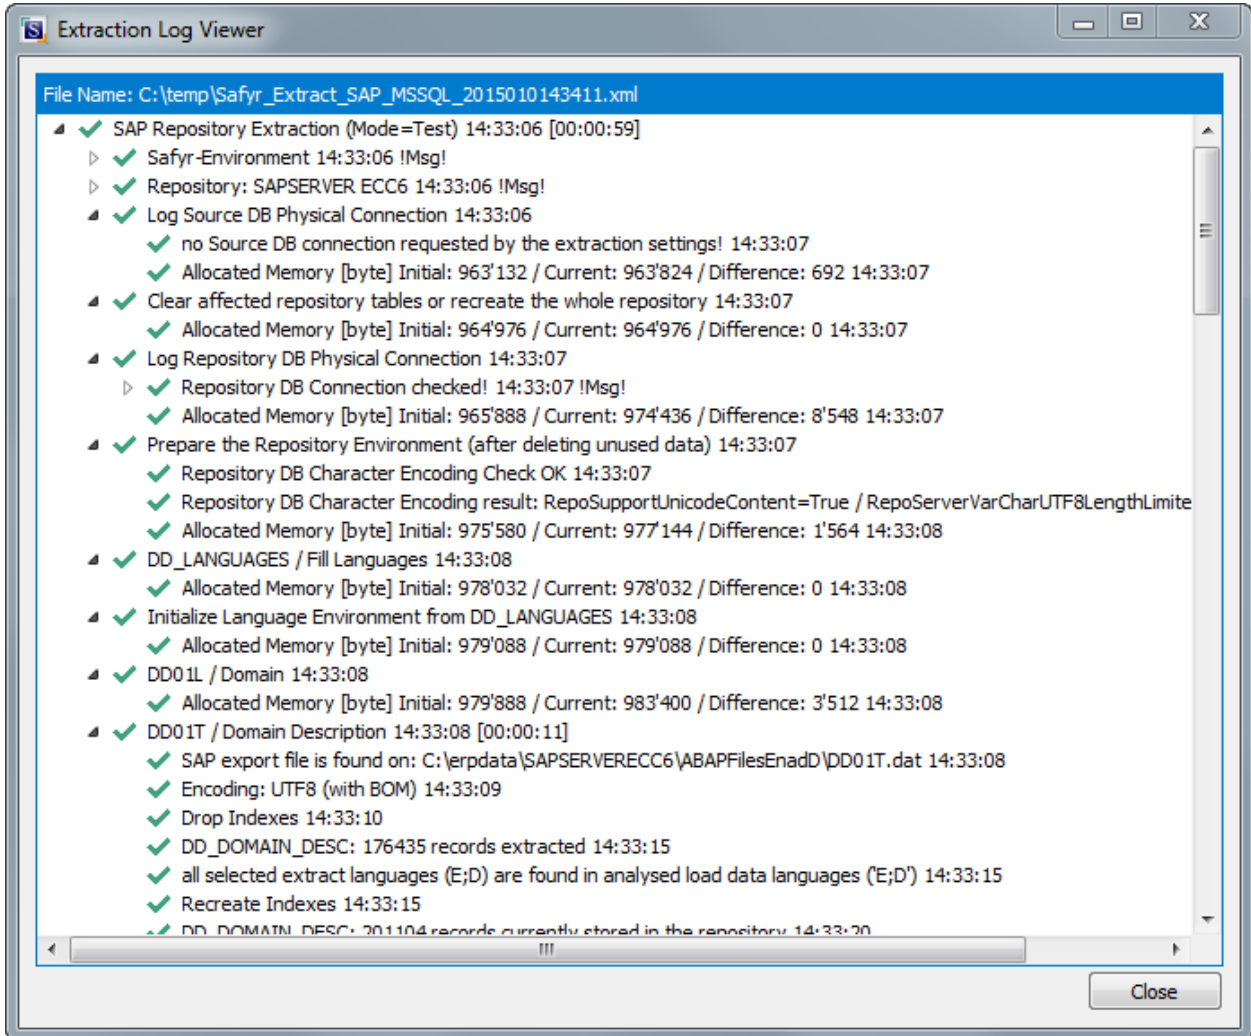 Extraction Log Viewer
File Name: C:\temp\Safyr_Extract_SAP_MSSQL_2015010143411.xml
SAP Repository Extraction (Mode=Test) 14:33:06 [00:00:59]
Safyr-Environment 14:33:06 !Msg!
Repository: SAPSERVER ECC6 14:33:06 !Msg!
Log Source DB Physical Connection 14:33:06
no Source DB connection requested by the extraction settings! 14:33:07
Allocated Memory [byte] Initial: 963'132 / Current: 963'824 / Difference: 692 14:33:07
Clear affected repository tables or recreate the whole repository 14:33:07
Allocated Memory [byte] Initial: 964'976 / Current: 964'976 / Difference: 0 14:33:07
Log Repository DB Physical Connection 14:33:07
Repository DB Connection checked! 14:33:07 !Msg!
Allocated Memory [byte] Initial: 965'888 / Current: 974'436 / Difference: 8'548 14:33:07
Prepare the Repository Environment (after deleting unused data) 14:33:07
Repository DB Character Encoding Check OK 14:33:07
Repository DB Character Encoding result: RepoSupportUnicodeContent=True / RepoServerVarCharUTF8LengthLimite
Allocated Memory [byte] Initial: 975'580 / Current: 977'144 / Difference: 1'564 14:33:08
DD_LANGUAGES / Fill Languages 14:33:08
Allocated Memory [byte] Initial: 978'032 / Current: 978'032 / Difference: 0 14:33:08
Initialize Language Environment from DD_LANGUAGES 14:33:08
Allocated Memory [byte] Initial: 979'088 / Current: 979'088 / Difference: 0 14:33:08
DD01L / Domain 14:33:08
Allocated Memory [byte] Initial: 979'888 / Current: 983'400 / Difference: 3'512 14:33:08
DD01T / Domain Description 14:33:08 [00:00:11]
SAP export file is found on: C:\erpdata\SAPSERVERECC6\ABAPFilesEnadD\DD01T.dat 14:33:08
Encoding: UTF8 (with BOM) 14:33:09
Drop Indexes 14:33:10
DD_DOMAIN_DESC: 176435 records extracted 14:33:15
all selected extract languages (E;D) are found in analysed load data languages ('E;D') 14:33:15
Recreate Indexes 14:33:15
DD_DOMAIN_DESC: 201104 records currently stored in the repository 14:33:20
Close